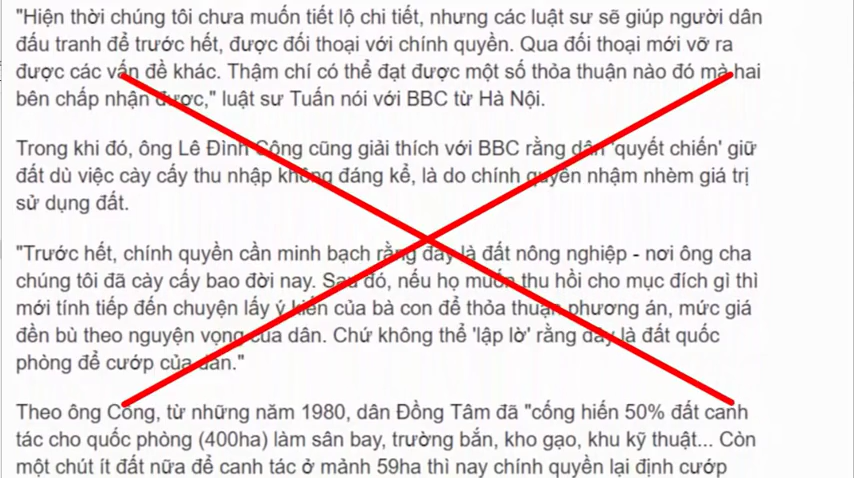 "Hiện thời chúng tôi chưa muốn tiết lộ chi tiết, nhưng các luật sư sẽ giúp người dân
đấu tranh để trước hết, được đối thoại với chính quyền. Qua đối thoại mới vỡ ra
được các vấn đề khác. Thậm chí có thể đạt được một số thỏa thuận nào đó mà hai
bên chấp nhận được," luật sư Tuấn nói với BBC từ Hà Nội.
Trong khi đó, ông Lê Đình Công cũng giải thích với BBC rằng dân 'quyết chiến' giữ
đất dù việc cày cấy thu nhập không đáng kể, là do chính quyền nhậm nhèm giá trị
sử dụng đất.
"Trước hết, chính quyền cần minh bạch rằng đây là đất nông nghiệp - nơi ông cha
chúng tôi đã cày cấy bao đời nay. Sau đó, nếu họ muốn thu hồi cho mục đích gì thì
mới tính tiếp đến chuyện lấy ý kiến của bà con để thỏa thuận phương án, mức giá
đền bù theo nguyện vọng của dân. Chứ không thể 'lập lờ' rằng đây là đất quốc
phòng để cướp của dân."
Theo ông Công, từ những năm 1980, dân Đồng Tâm đã "cống hiến 50% đất canh
tác cho quốc phòng (400ha) làm sân bay, trường bắn, kho gạo, khu kỹ thuật... Còn
một chút ít đất nữa để canh tác ở mảnh 59ha thì nay chính quyền lại định cướp